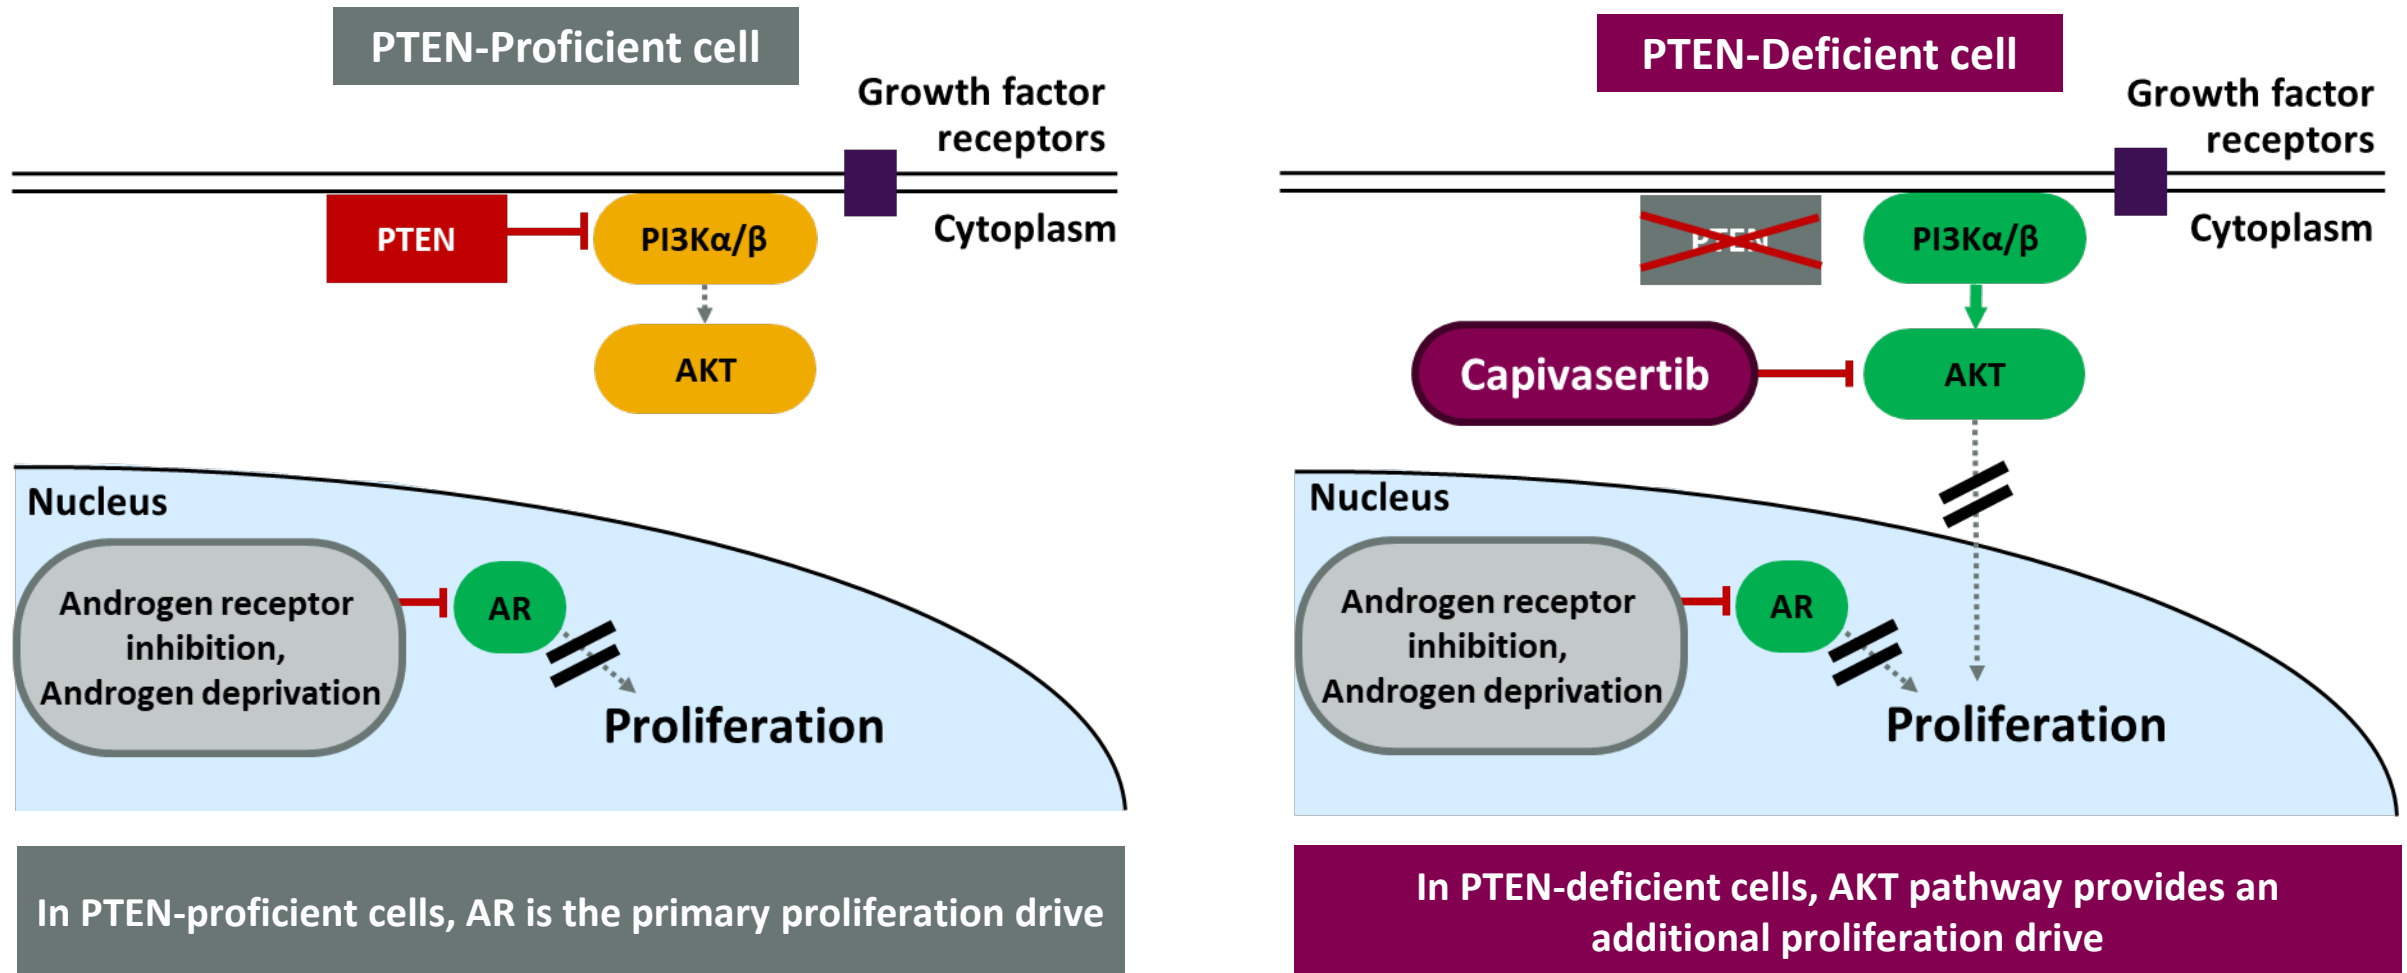 PTEN-Proficient cell
Growth factor
receptors
PTEN
PI3Kα/β
Cytoplasm
AKT
Nucleus
Androgen receptor
inhibition,
Androgen deprivation
AR
Proliferation
In PTEN-proficient cells, AR is the primary proliferation drive
PTEN-Deficient cell
Growth factor
receptors
PTEN
PI3Kα/β
Cytoplasm
Capivasertib
AKT
Nucleus
Androgen receptor
inhibition,
Androgen deprivation
AR
Proliferation
In PTEN-deficient cells, AKT pathway provides an
additional proliferation drive